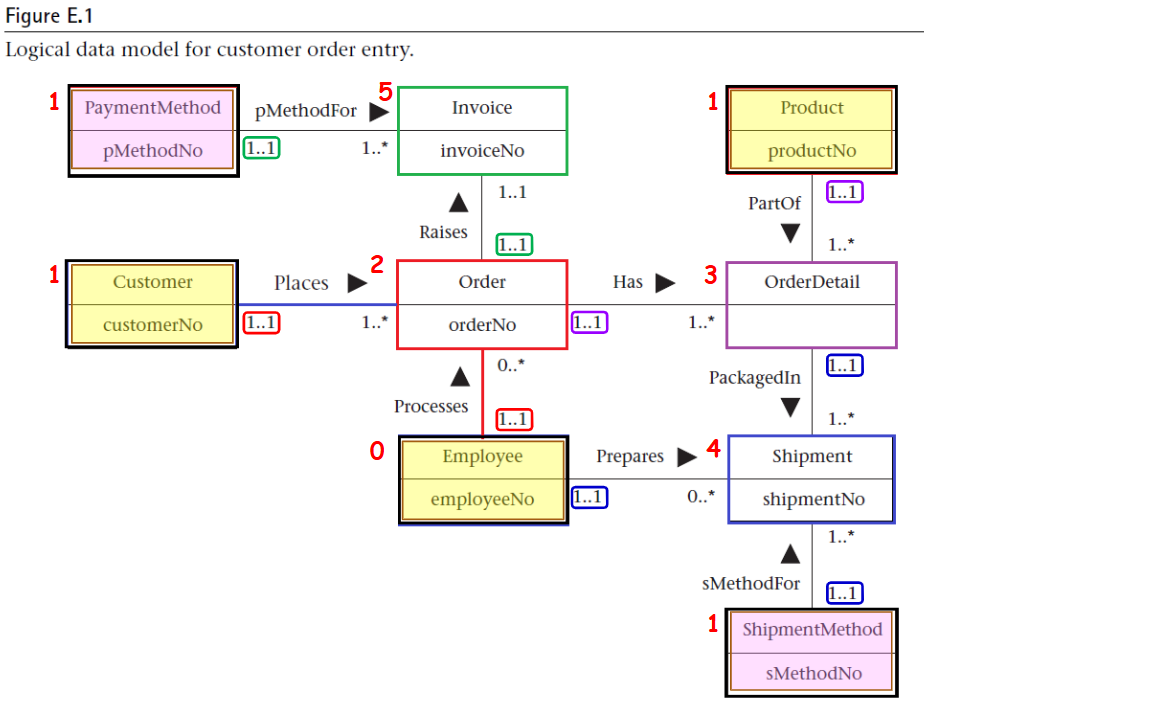 Figure E.1
Logical data model for customer order entry.
1 PaymentMethod pMethodFor 5 Invoice 1 Product
pMethodNo 1..1 1..* invoiceNo productNo
1..1 1..1
Raises PartOf
1..1 1..*
1 Customer Places 2 Order Has 3 OrderDetail
customerNo 1..1 1..* orderNo 1..1 1..*
0..* 1..1
Processes PackagedIn
1..1 1..*
0 Employee Prepares 4 Shipment
employeeNo 1..1 0..* shipmentNo
1..*
sMethodFor
1..1
1 ShipmentMethod
sMethodNo